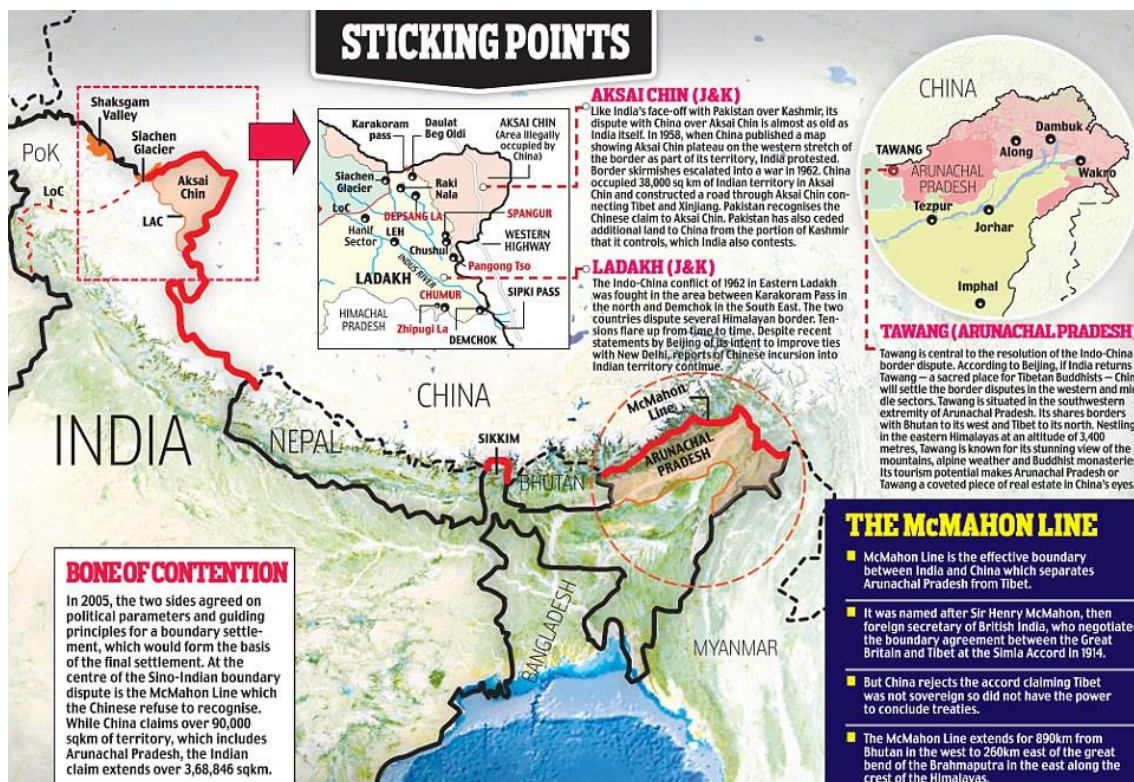 STICKING POINTS
Shaksgam
Valley
PoK
Siachen
Glacier
LoC
Aksai
Chin
LAC
Karakoram
pass
Daulat
Beg Oldi
AKSAI CHIN
(Area illegally
occupied by
China)
Siachen
Glacier
Raki
Nala
LoC
DEPSANG LA
SPANGUR
Hanif
Sector
LEH
WESTERN
HIGHWAY
Chushul
Pangong Tso
LADAKH
INDUS RIVER
CHUMUR
SIPKI PASS
HIMACHAL
PRADESH
Zhipugi La
DEMCHOK
AKSAI CHIN (J&K)
Like India's face-off with Pakistan over Kashmir, its
dispute with China over Aksai Chin is almost as old as
India itself. In 1958, when China published a map
showing Aksai Chin plateau on the western stretch of
the border as part of its territory, India protested.
Border skirmishes escalated into a war in 1962. China
occupied 38,000 sq km of Indian territory in Aksai
Chin and constructed a road through Aksai Chin con-
necting Tibet and Xinjiang. Pakistan recognises the
Chinese claim to Aksai Chin. Pakistan has also ceded
additional land to China from the portion of Kashmir
that it controls, which India also contests.
LADAKH (J&K)
The Indo-China conflict of 1962 in Eastern Ladakh
was fought in the area between Karakoram Pass in
the north and Demchok in the South East. The two
countries dispute several Himalayan border. Ten-
sions flare up from time to time. Despite recent
statements by Beijing of its intent to improve ties
with New Delhi, reports of Chinese incursion into
Indian territory continue.
CHINA
TAWANG
ARUNACHAL
PRADESH
Along
Dambuk
Wakro
Tezpur
Jorhar
Imphal
TAWANG (ARUNACHAL PRADESH)
Tawang is central to the resolution of the Indo-China
border dispute. According to Beijing, if India returns
Tawang — a sacred place for Tibetan Buddhists — Chin
will settle the border disputes in the western and mid
dle sectors. Tawang is situated in the southwestern
extremity of Arunachal Pradesh. Its shares borders
with Bhutan to its west and Tibet to its north. Nestling
in the eastern Himalayas at an altitude of 3,400
metres, Tawang is known for its stunning view of the
mountains, alpine weather and Buddhist monasteries.
Its tourism potential makes Arunachal Pradesh or
Tawang a coveted piece of real estate in China's eyes.
INDIA
NEPAL
CHINA
SIKKIM
BHUTAN
McMAHON
Line
ARUNACHAL
PRADESH
BANGLADESH
MYANMAR
BONE OF CONTENTION
In 2005, the two sides agreed on
political parameters and guiding
principles for a boundary settle-
ment, which would form the basis
of the final settlement. At the
centre of the Sino-Indian boundary
dispute is the McMahon Line which
the Chinese refuse to recognise.
While China claims over 90,000
sqkm of territory, which includes
Arunachal Pradesh, the Indian
claim extends over 3,68,846 sqkm.
THE McMAHON LINE
McMahon Line is the effective boundary
between India and China which separates
Arunachal Pradesh from Tibet.
It was named after Sir Henry McMahon, then
foreign secretary of British India, who negotiated
the boundary agreement between the Great
Britain and Tibet at the Simla Accord in 1914.
But China rejects the accord claiming Tibet
was not sovereign so did not have the power
to conclude treaties.
The McMahon Line extends for 890km from
Bhutan in the west to 260km east of the great
bend of the Brahmaputra in the east along the
crest of the Himalayas.